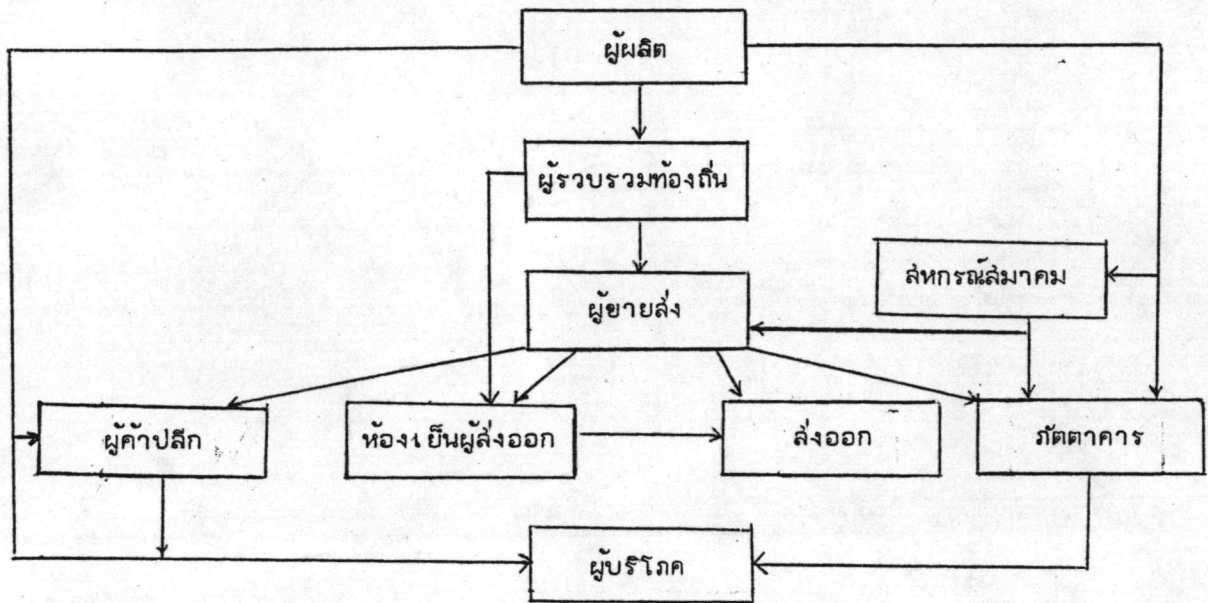 ผู้ผลิต
ผู้รวบรวมท้องถิ่น
สหกรณ์สมาคม
ผู้ขายส่ง
ผู้ค้าปลีก
ห้องเย็นผู้ส่งออก
ส่งออก
ภัตตาคาร
ผู้บริโภค